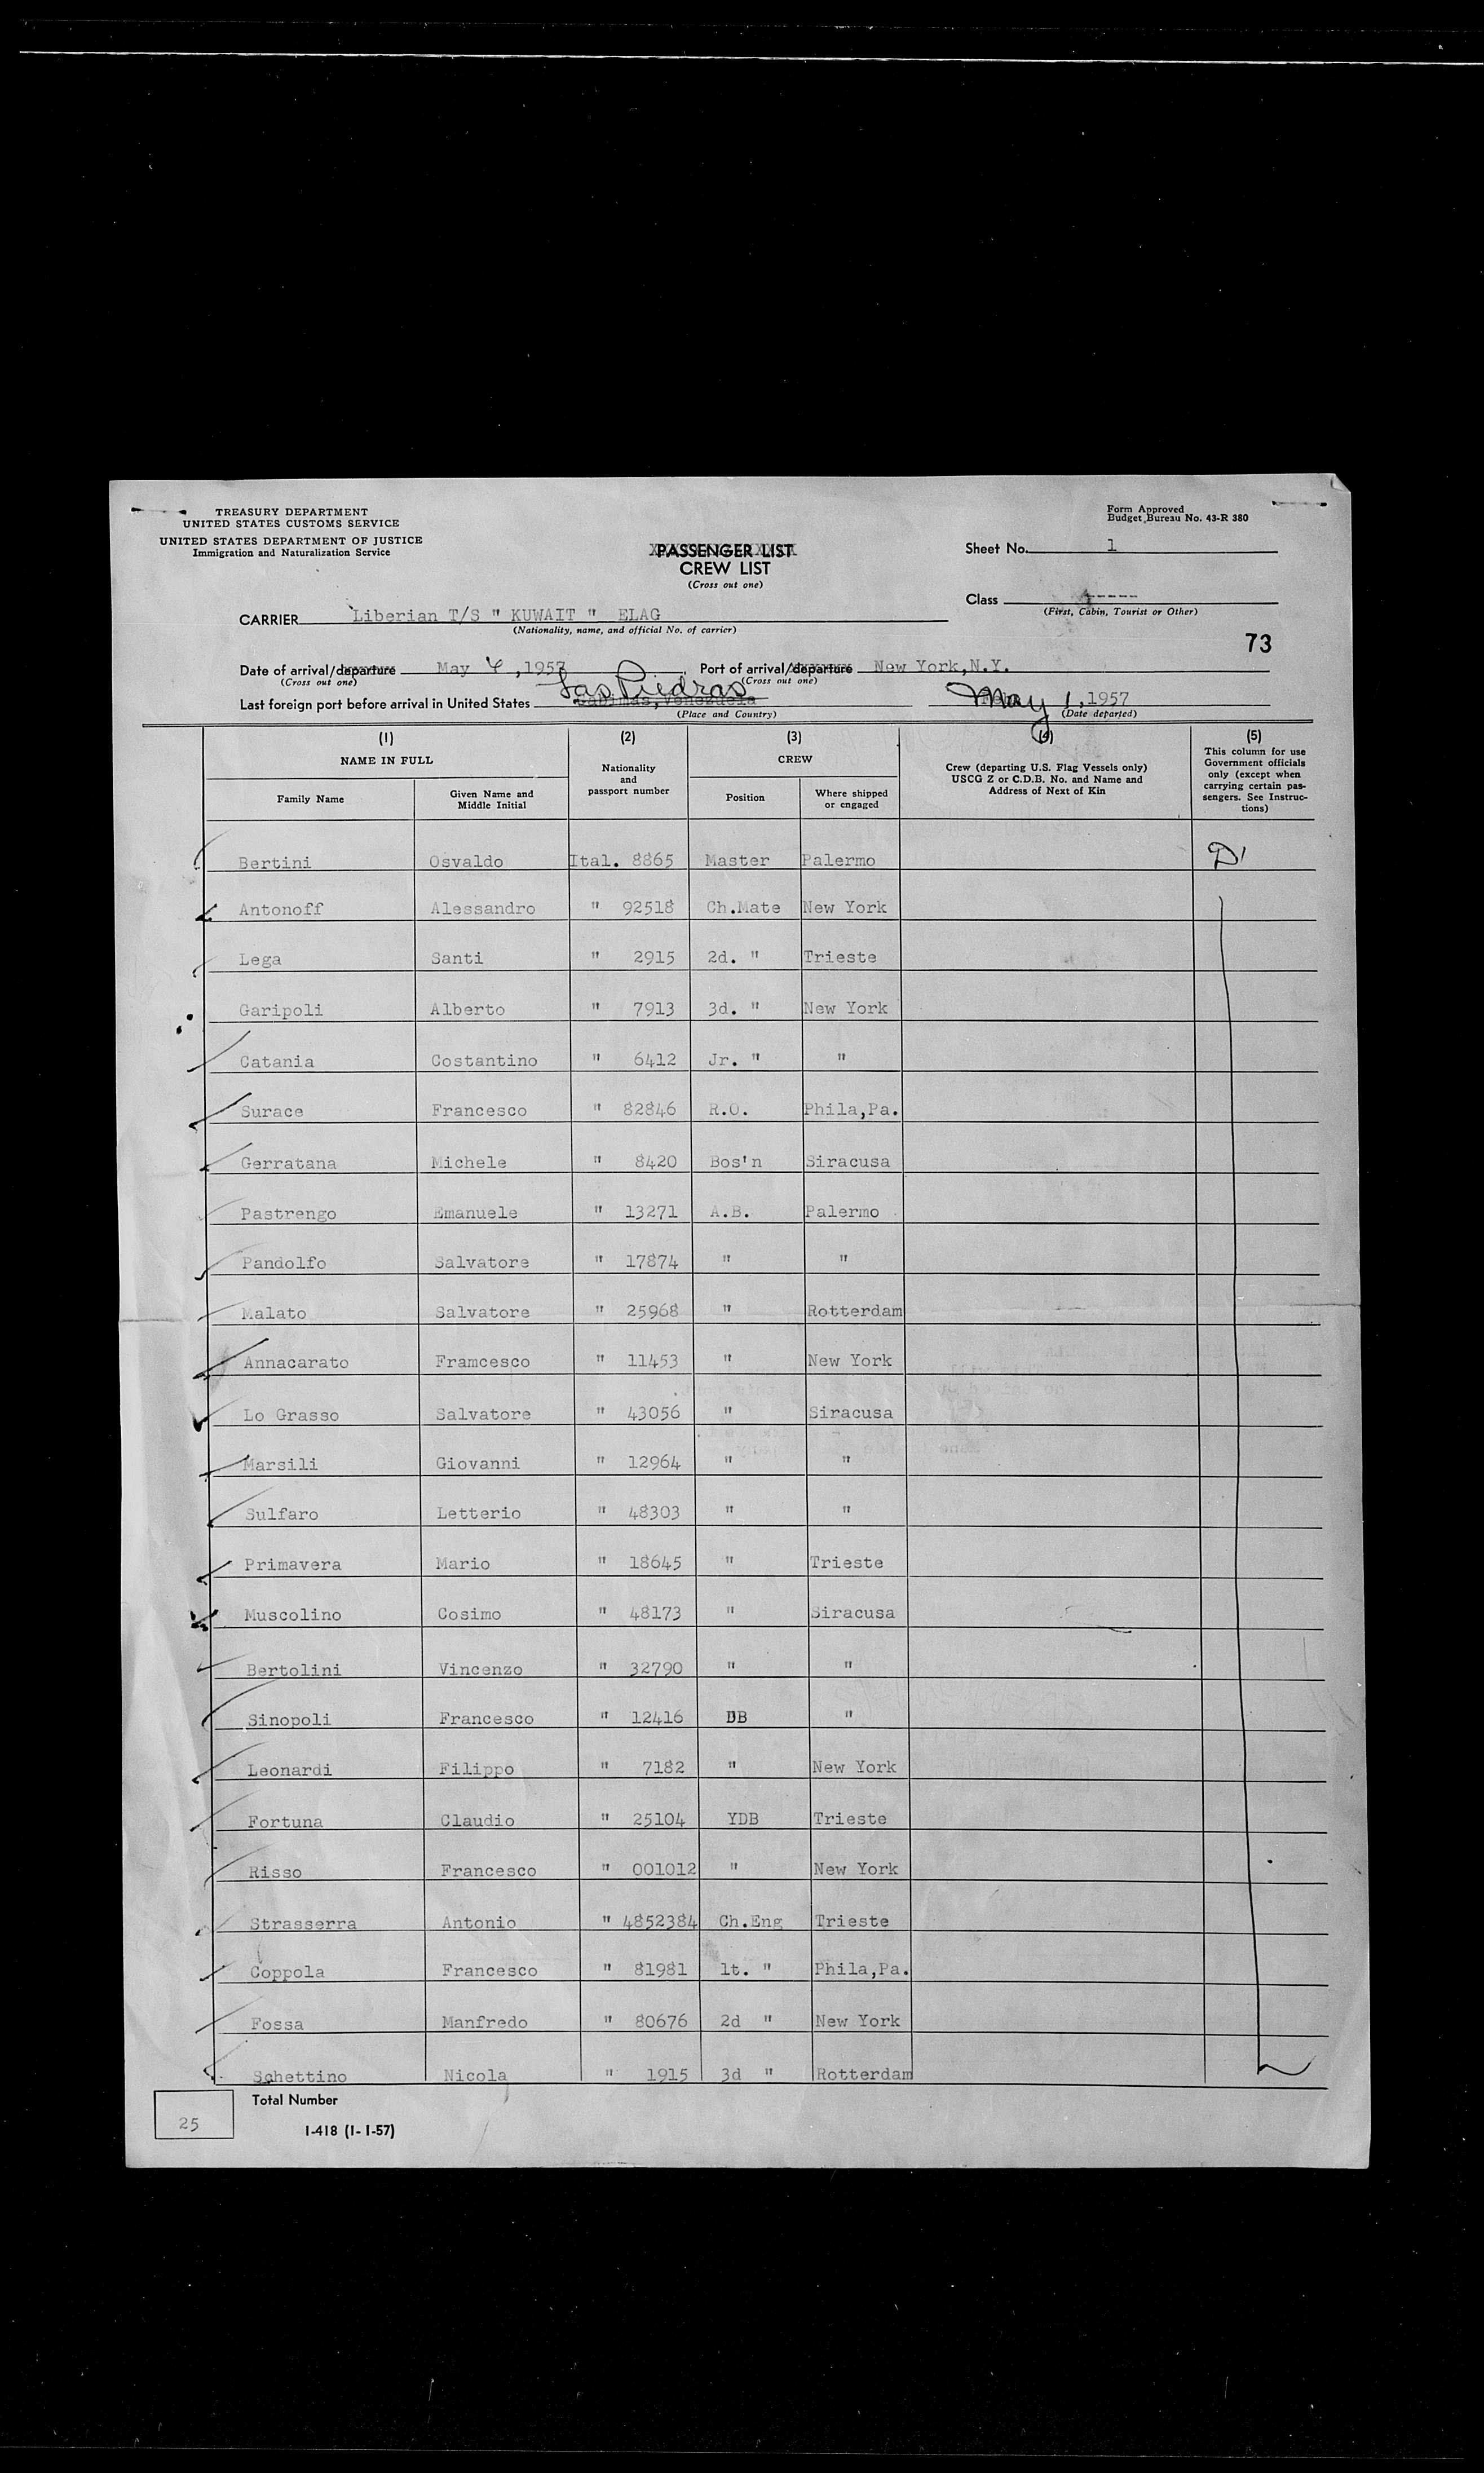 TREASURY DEPARTMENT
UNITED STATES CUSTOMS SERVICE
UNITED STATES DEPARTMENT OF JUSTICE
Immigration and Naturalization Service
Form Approved
Budget Bureau No. 43-R 380
PASSENGER LIST
CREW LIST
(Cross out one)
Sheet No. 1
Class -----
(First, Cabin, Tourist or Other)
CARRIER Liberian T/S " KUWAIT " ELAG
(Nationality, name, and official No. of carrier)
73
Date of arrival/departure May 4, 1957 Port of arrival/departure New York,N.Y.
(Cross out one) (Cross out one)
Las Piedras
Last foreign port before arrival in United States Cabimas,Venezuela May 1, 1957
(Place and Country) (Date departed)
(1) (2) (3) (4) (5)
NAME IN FULL Nationality and passport number CREW Crew (departing U.S. Flag Vessels only) USCG Z or C.D.B. No. and Name and Address of Next of Kin This column for use Government officials only (except when carrying certain passengers. See Instructions)
Family Name Given Name and Middle Initial Position Where shipped or engaged
Bertini Osvaldo Ital. 8865 Master Palermo
Antonoff Alessandro " 92518 Ch.Mate New York
Lega Santi " 2915 2d. " Trieste
Garipoli Alberto " 7913 3d. " New York
Catania Costantino " 6412 Jr. " "
Surace Francesco " 82846 R.O. Phila,Pa.
Gerratana Michele " 8420 Bos'n Siracusa
Pastrengo Emanuele " 13271 A.B. Palermo
Pandolfo Salvatore " 17874 " "
Malato Salvatore " 25968 " Rotterdam
Annacarato Framcesco " 11453 " New York
Lo Grasso Salvatore " 43056 " Siracusa
Marsili Giovanni " 12964 " "
Sulfaro Letterio " 48303 " "
Primavera Mario " 18645 " Trieste
Muscolino Cosimo " 48173 " Siracusa
Bertolini Vincenzo " 32790 " "
Sinopoli Francesco " 12416 DB "
Leonardi Filippo " 7182 " New York
Fortuna Claudio " 25104 YDB Trieste
Risso Francesco " 001012 " New York
Strasserra Antonio " 4852384 Ch.Eng Trieste
Coppola Francesco " 81981 1t. " Phila,Pa.
Fossa Manfredo " 80676 2d " New York
Schettino Nicola " 1915 3d " Rotterdam
Total Number
25
I-418 (1-1-57)